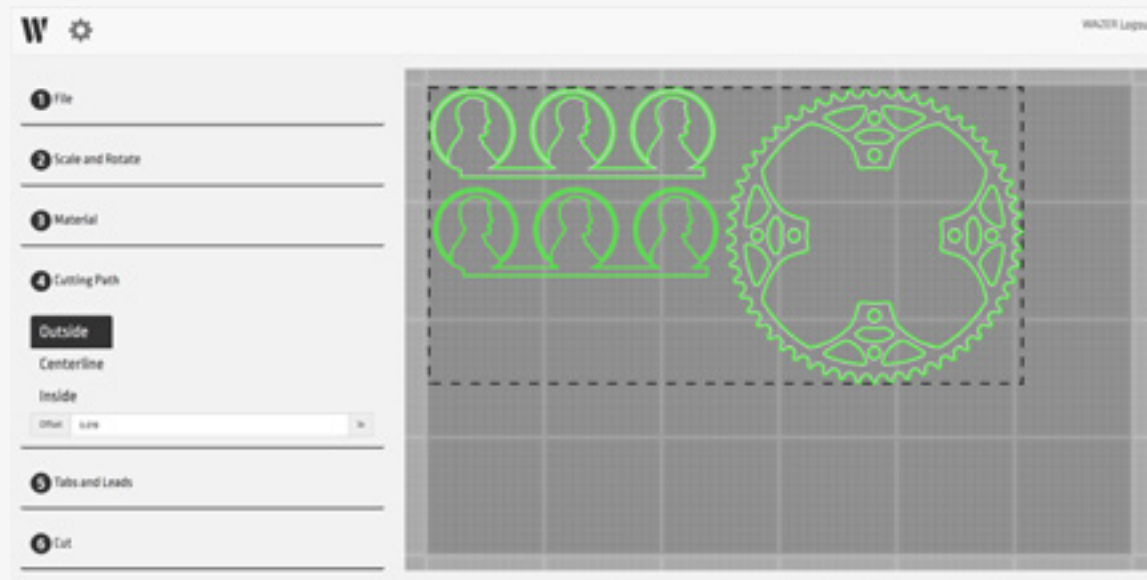 W
WAZER
1 File
2 Scale and Rotate
3 Material
4 Cutting Path
Outside
Centerline
Inside
Offset in
5 Tabs and Leads
6 Cut